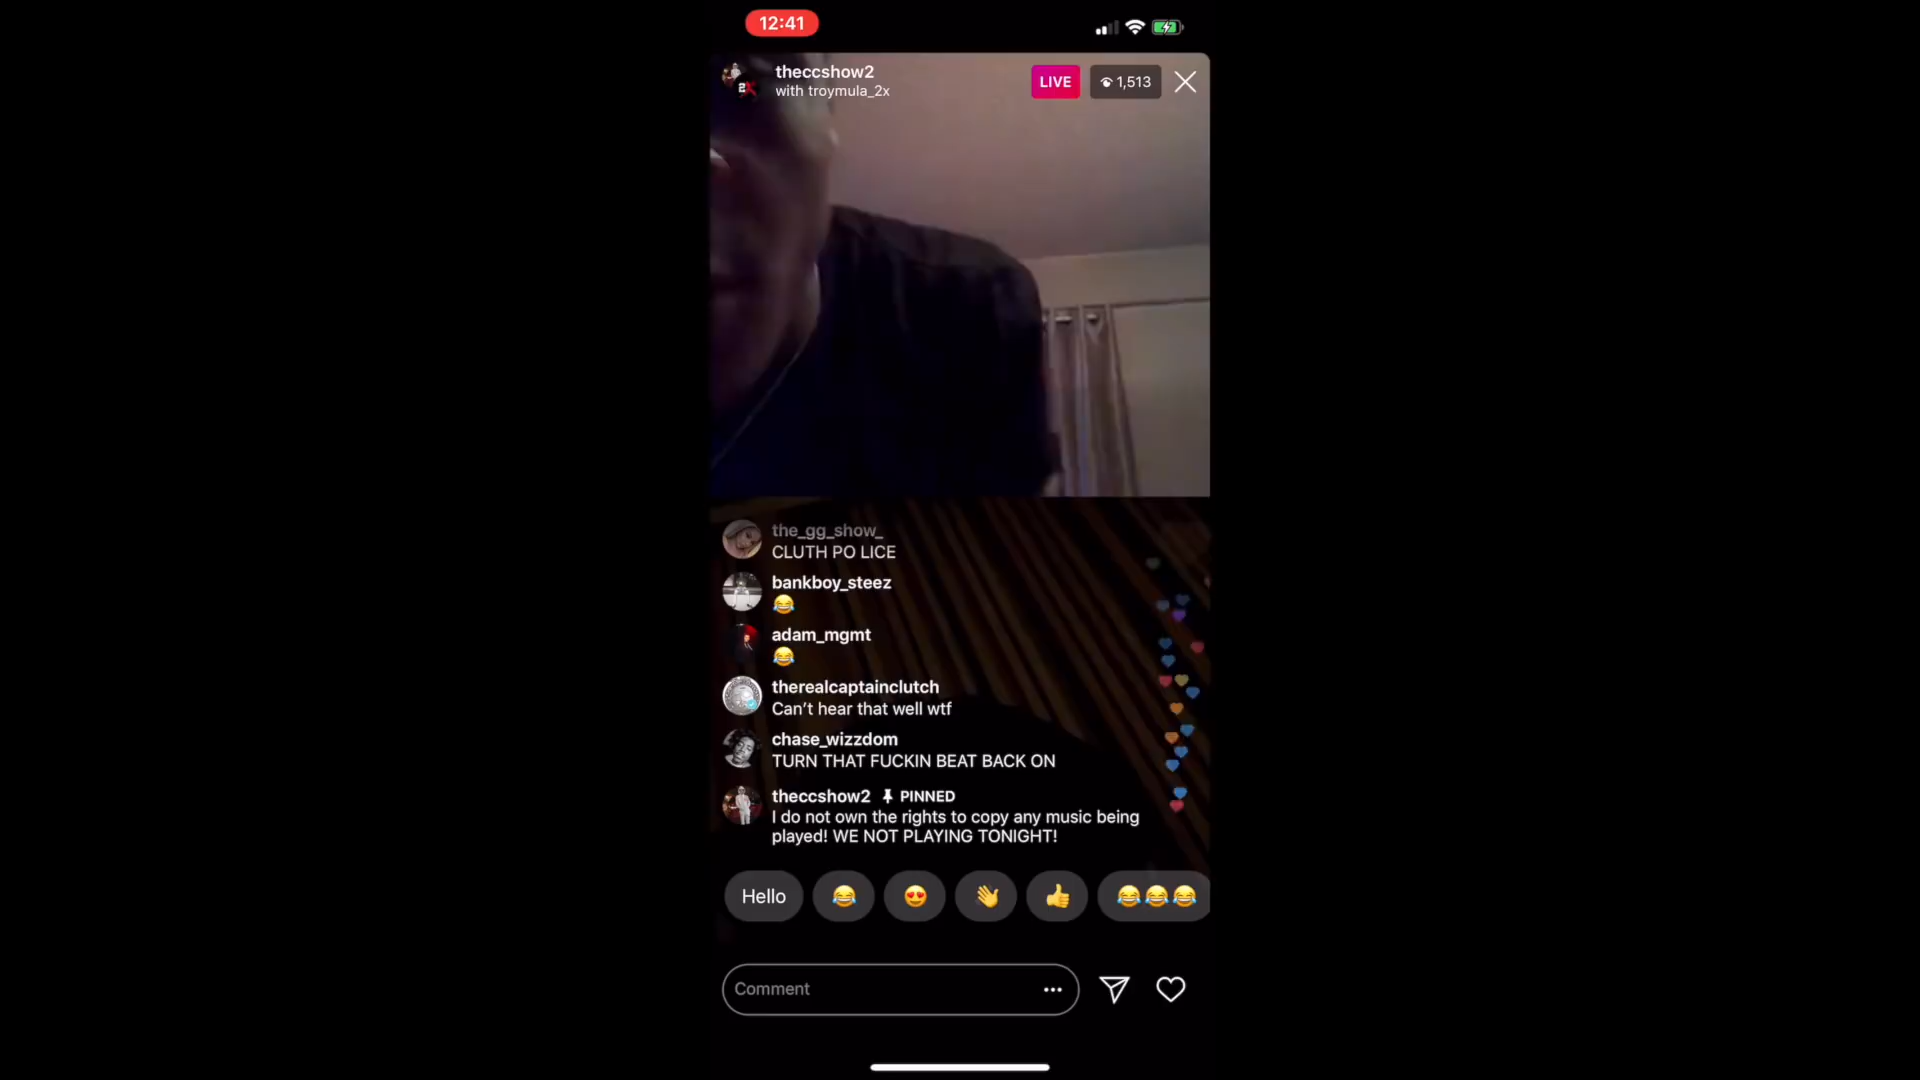 12:41
theccshow2
with troymula_2x
LIVE
1,513
2X
the_gg_show_
CLUTH PO LICE
bankboy_steez
😂
adam_mgmt
😂
therealcaptainclutch
Can't hear that well wtf
chase_wizzdom
TURN THAT FUCKIN BEAT BACK ON
theccshow2 PINNED
I do not own the rights to copy any music being
played! WE NOT PLAYING TONIGHT!
Hello 😂 😍 👋 👍 😂😂😂
Comment